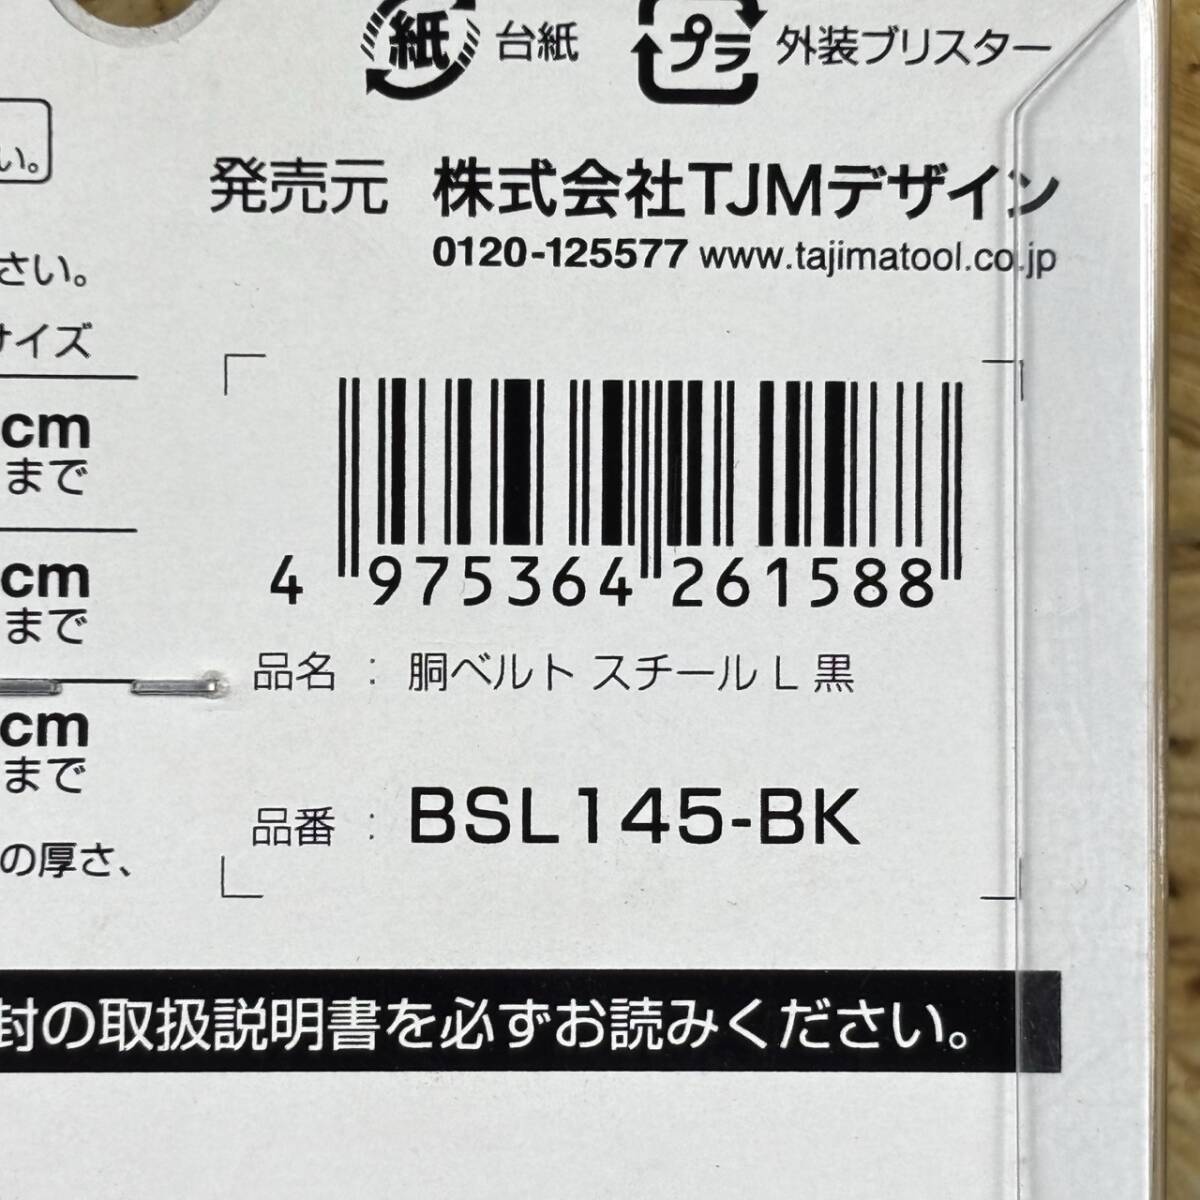 紙 台紙 プラ 外装ブリスター
い。
発売元 株式会社TJMデザイン
0120-125577 www.tajimatool.co.jp
さい。
サイズ
cm
まで
cm
まで
cm
まで
の厚さ、
4 975364 261588
品名 : 胴ベルト スチール L 黒
品番 : BSL145-BK
封の取扱説明書を必ずお読みください。